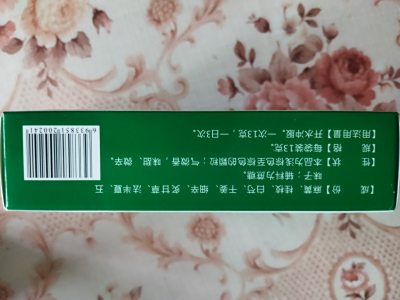 【成　份】麻黄、桂枝、白芍、干姜、细辛、炙甘草、法半夏、五
味子；辅料为蔗糖。
【性　状】本品为浅棕色至棕色的颗粒；气微香，味甜、微辛。
【规　格】每袋装13克。
【用法用量】开水冲服。一次13克，一日3次。
6933851200241